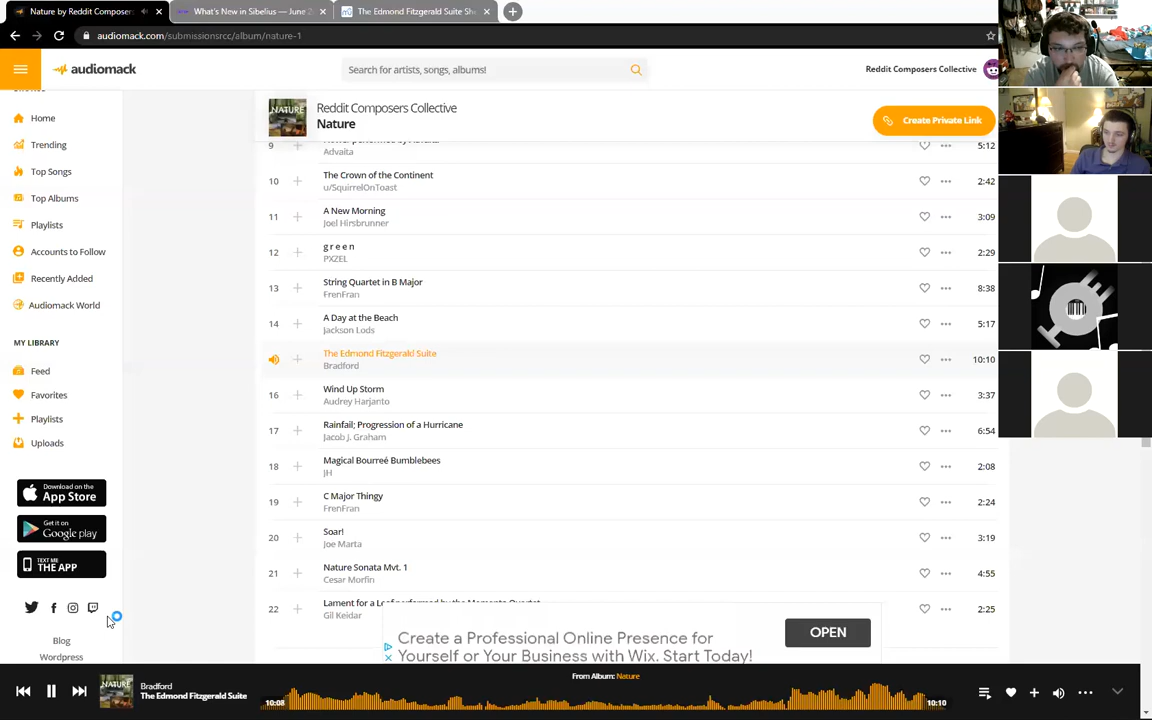 Nature by Reddit Composers
What's New in Sibelius — June 2
The Edmond Fitzgerald Suite Sh
audiomack.com/submissionsrcc/album/nature-1
audiomack
Search for artists, songs, albums!
Reddit Composers Collective
Home
Trending
Top Songs
Top Albums
Playlists
Accounts to Follow
Recently Added
Audiomack World
MY LIBRARY
Feed
Favorites
Playlists
Uploads
Download on the
App Store
Get it on
Google play
TEXT ME
THE APP
Blog
Wordpress
NATURE
Reddit Composers Collective
Nature
Create Private Link
9
Advaita
5:12
10 The Crown of the Continent 2:42
u/SquirrelOnToast
11 A New Morning 3:09
Joel Hirsbrunner
12 g r e e n 2:29
PXZEL
13 String Quartet in B Major 8:38
FrenFran
14 A Day at the Beach 5:17
Jackson Lods
The Edmond Fitzgerald Suite 10:10
Bradford
16 Wind Up Storm 3:37
Audrey Harjanto
17 Rainfall; Progression of a Hurricane 6:54
Jacob J. Graham
18 Magical Bourreé Bumblebees 2:08
JH
19 C Major Thingy 2:24
FrenFran
20 Soar! 3:19
Joe Marta
21 Nature Sonata Mvt. 1 4:55
Cesar Morfin
22 Lament for a Leaf performed by the Momenta Quartet 2:25
Gil Keidar
Create a Professional Online Presence for
Yourself or Your Business with Wix. Start Today!
OPEN
NATURE
Bradford
The Edmond Fitzgerald Suite
From Album: Nature
10:08
10:10